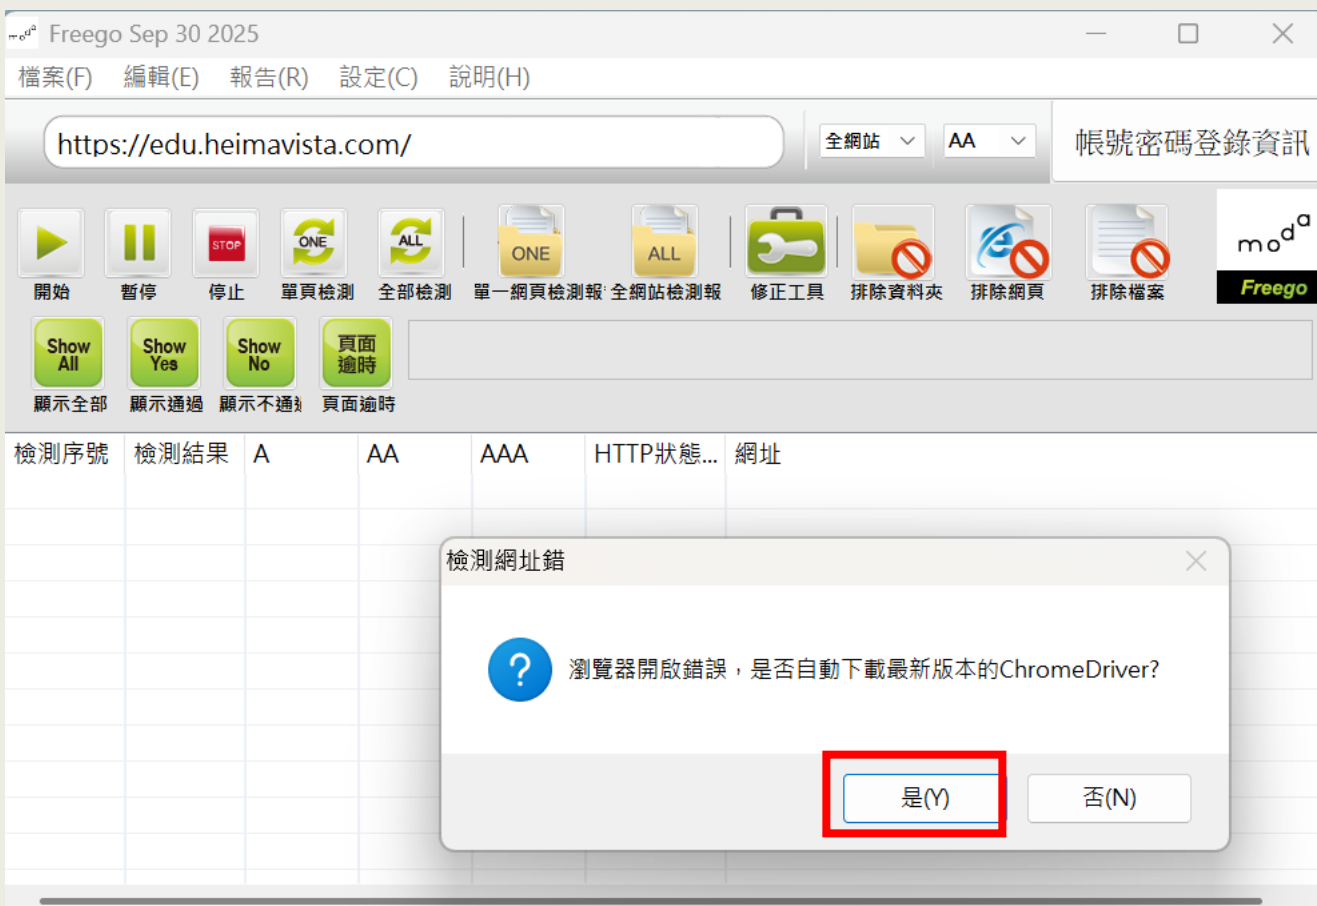 moda Freego Sep 30 2025
檔案(F) 編輯(E) 報告(R) 設定(C) 說明(H)
https://edu.heimavista.com/ 全網站 AA 帳號密碼登錄資訊
STOP ONE ALL ONE ALL moda
開始 暫停 停止 單頁檢測 全部檢測 單一網頁檢測報 全網站檢測報 修正工具 排除資料夾 排除網頁 排除檔案 Freego
Show All Show Yes Show No 頁面逾時
顯示全部 顯示通過 顯示不通過 頁面逾時
檢測序號 檢測結果 A AA AAA HTTP狀態... 網址
檢測網址錯
? 瀏覽器開啟錯誤，是否自動下載最新版本的ChromeDriver?
是(Y) 否(N)